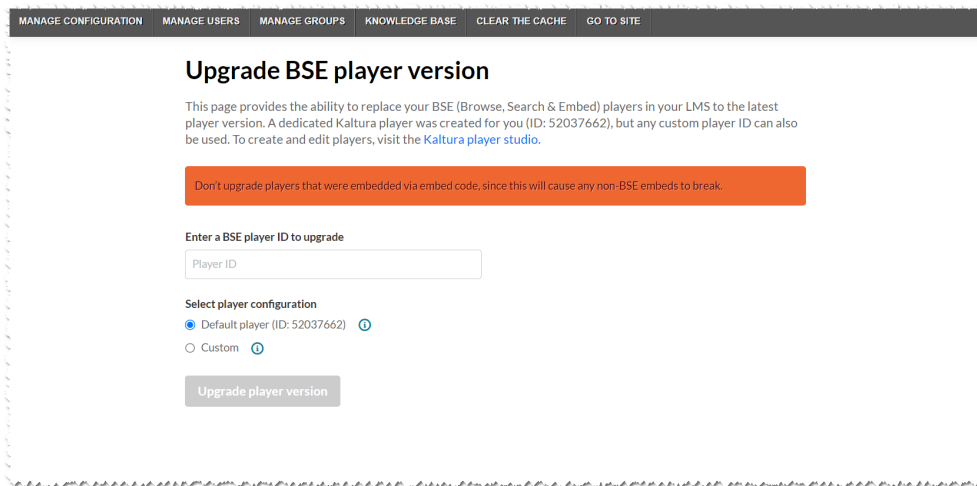 MANAGE CONFIGURATION MANAGE USERS MANAGE GROUPS KNOWLEDGE BASE CLEAR THE CACHE GO TO SITE
Upgrade BSE player version
This page provides the ability to replace your BSE (Browse, Search & Embed) players in your LMS to the latest
player version. A dedicated Kaltura player was created for you (ID: 52037662), but any custom player ID can also
be used. To create and edit players, visit the Kaltura player studio.
Don't upgrade players that were embedded via embed code, since this will cause any non-BSE embeds to break.
Enter a BSE player ID to upgrade
Player ID
Select player configuration
Default player (ID: 52037662)
Custom
Upgrade player version